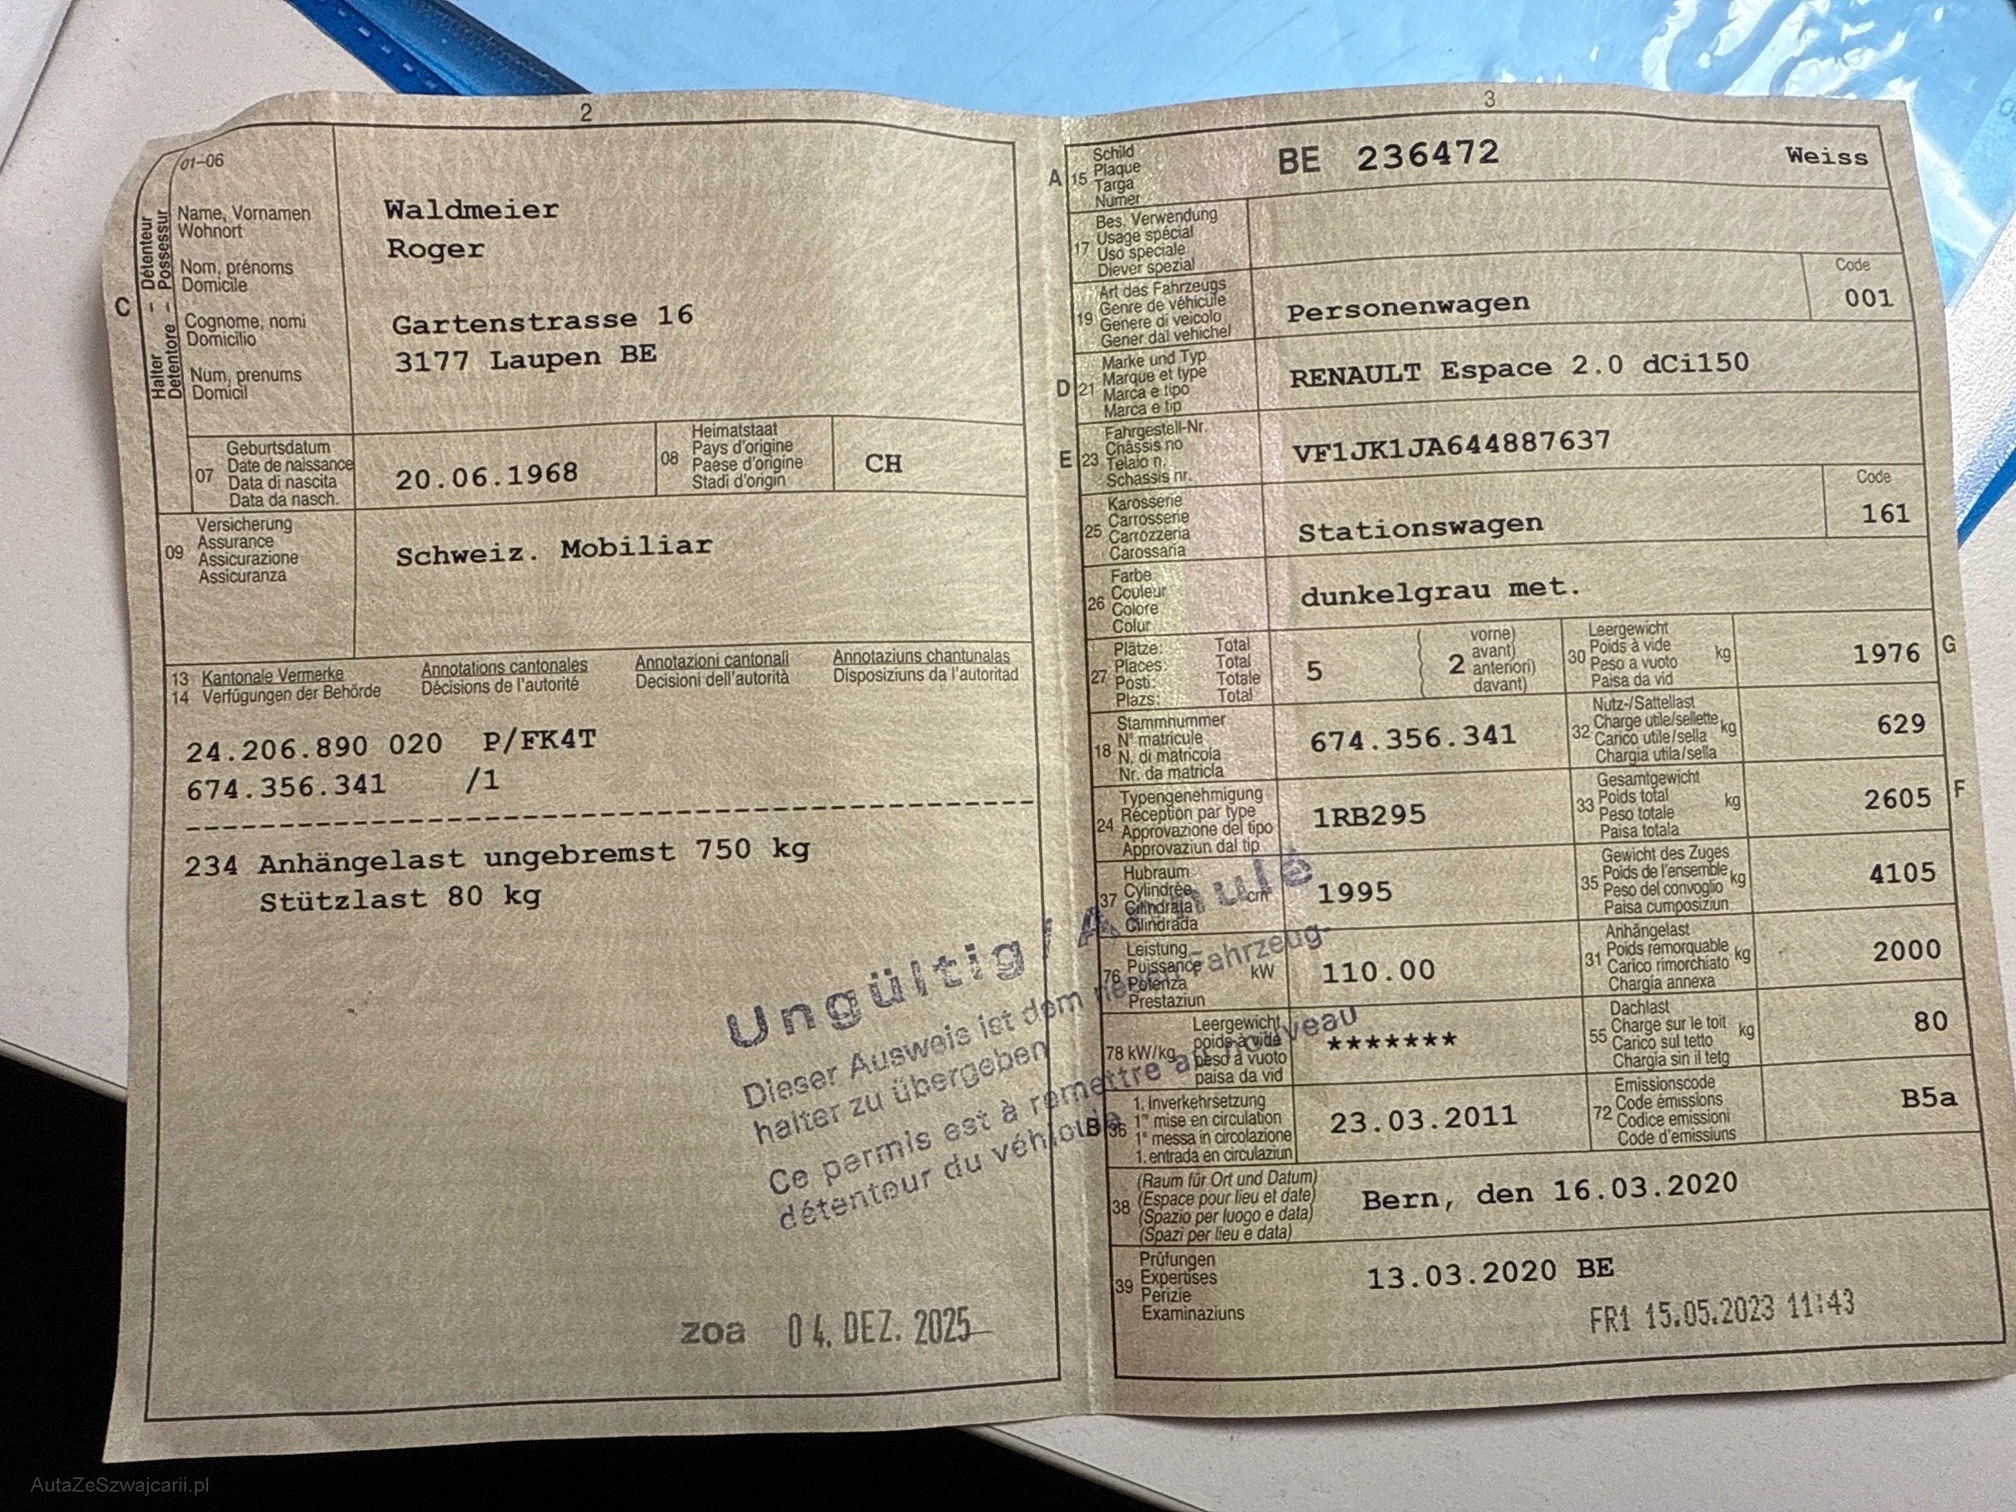 2
01-06
C
Halter – Détenteur
Detentore – Possessur
Name, Vornamen
Wohnort
Nom, prénoms
Domicile
Cognome, nomi
Domicilio
Num, prenums
Domicil
Waldmeier
Roger
Gartenstrasse 16
3177 Laupen BE
07
Geburtsdatum
Date de naissance
Data di nascita
Data da nasch.
20.06.1968
08
Heimatstaat
Pays d'origine
Paese d'origine
Stadi d'origin
CH
09
Versicherung
Assurance
Assicurazione
Assicuranza
Schweiz. Mobiliar
13 Kantonale Vermerke Annotations cantonales Annotazioni cantonali Annotaziuns chantunalas
14 Verfügungen der Behörde Décisions de l'autorité Decisioni dell'autorità Disposiziuns da l'autoritad
24.206.890 020 P/FK4T
674.356.341 /1
234 Anhängelast ungebremst 750 kg
Stützlast 80 kg
Ungültig / Annulé
Dieser Ausweis ist dem neuen Fahrzeug-
halter zu übergeben
Ce permis est à remettre au nouveau
détenteur du véhicule
zoa 04. DEZ. 2025
3
A 15
Schild
Plaque
Targa
Numer
BE 236472 Weiss
17
Bes. Verwendung
Usage spécial
Uso speciale
Diever spezial
19
Art des Fahrzeugs
Genre de véhicule
Genere di veicolo
Gener dal vehichel
Personenwagen
Code
001
D 21
Marke und Typ
Marque et type
Marca e tipo
Marca e tip
RENAULT Espace 2.0 dCi150
E 23
Fahrgestell-Nr.
Châssis no
Telaio n.
Schassis nr.
VF1JK1JA644887637
25
Karosserie
Carrosserie
Carrozzeria
Carossaria
Stationswagen
Code
161
26
Farbe
Couleur
Colore
Colur
dunkelgrau met.
27
Plätze: Total
Places: Total
Posti: Totale
Plazs: Total
5
2
vorne)
avant)
anteriori)
davant)
30
Leergewicht
Poids à vide
Peso a vuoto
Paisa da vid
kg
1976
G
18
Stammnummer
N° matricule
N. di matricola
Nr. da matricla
674.356.341
32
Nutz-/Sattellast
Charge utile/sellette
Carico utile/sella
Chargia utila/sella
kg
629
24
Typengenehmigung
Réception par type
Approvazione del tipo
Approvaziun dal tip
1RB295
33
Gesamtgewicht
Poids total
Peso totale
Paisa totala
kg
2605
F
37
Hubraum
Cylindrée
Cilindrata
Cilindrada
cm³
1995
35
Gewicht des Zuges
Poids de l'ensemble
Peso del convoglio
Paisa cumposiziun
kg
4105
76
Leistung
Puissance
Potenza
Prestaziun
kW
110.00
31
Anhängelast
Poids remorquable
Carico rimorchiato
Chargia annexa
kg
2000
78 kW/kg
Leergewicht
poids à vide
peso à vuoto
paisa da vid
*******
55
Dachlast
Charge sur le toit
Carico sul tetto
Chargia sin il tetg
kg
80
B 36
1. Inverkehrsetzung
1re mise en circulation
1a messa in circolazione
1. entrada en circulaziun
23.03.2011
72
Emissionscode
Code émissions
Codice emissioni
Code d'emissiuns
B5a
38
(Raum für Ort und Datum)
(Espace pour lieu et date)
(Spazio per luogo e data)
(Spazi per lieu e data)
Bern, den 16.03.2020
39
Prüfungen
Expertises
Perizie
Examinaziuns
13.03.2020 BE
FR1 15.05.2023 11:43
AutaZeSzwajcarii.pl